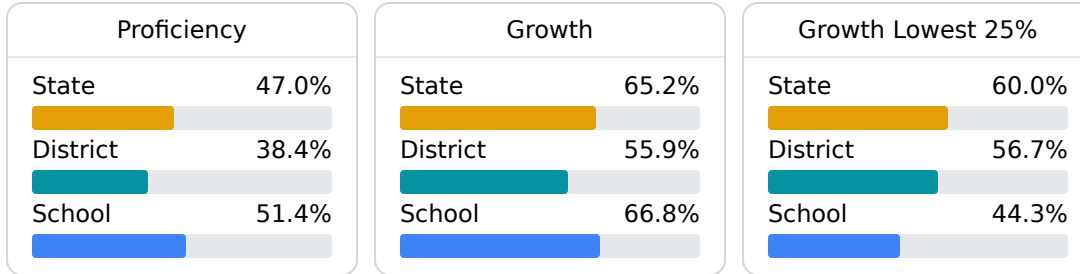 Proficiency
State 47.0%
District 38.4%
School 51.4%
Growth
State 65.2%
District 55.9%
School 66.8%
Growth Lowest 25%
State 60.0%
District 56.7%
School 44.3%